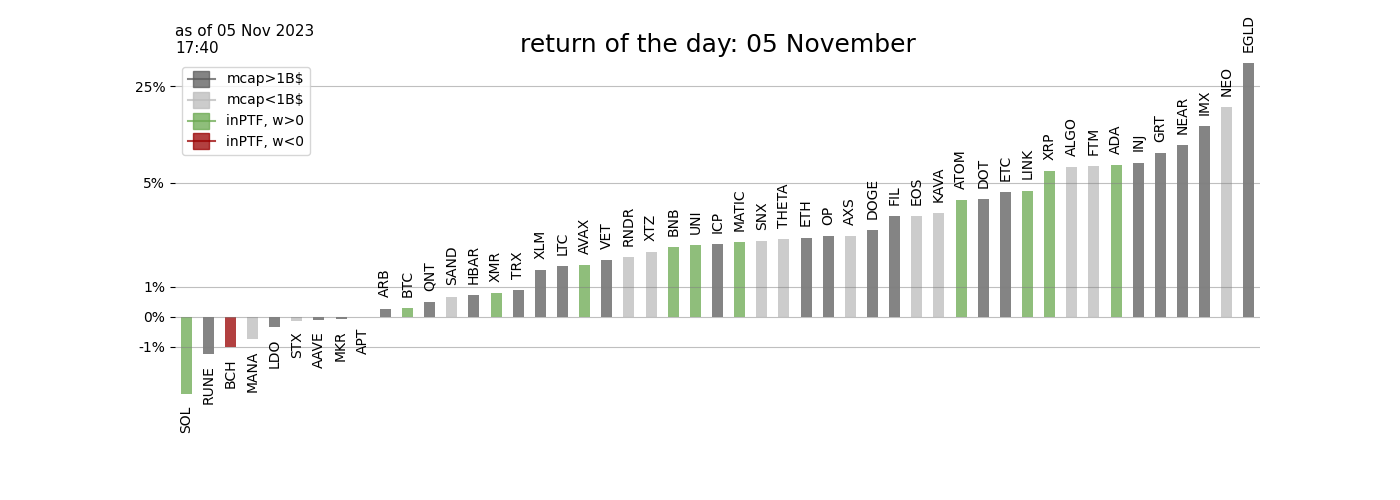 as of 05 Nov 2023
17:40
return of the day: 05 November
mcap>1B$
mcap<1B$
inPTF, w>0
inPTF, w<0
25%
5%
1%
0%
-1%
SOL
RUNE
BCH
MANA
LDO
STX
AAVE
MKR
APT
ARB
BTC
QNT
SAND
HBAR
XMR
TRX
XLM
LTC
AVAX
VET
RNDR
XTZ
BNB
UNI
ICP
MATIC
SNX
THETA
ETH
OP
AXS
DOGE
FIL
EOS
KAVA
ATOM
DOT
ETC
LINK
XRP
ALGO
FTM
ADA
INJ
GRT
NEAR
IMX
NEO
EGLD